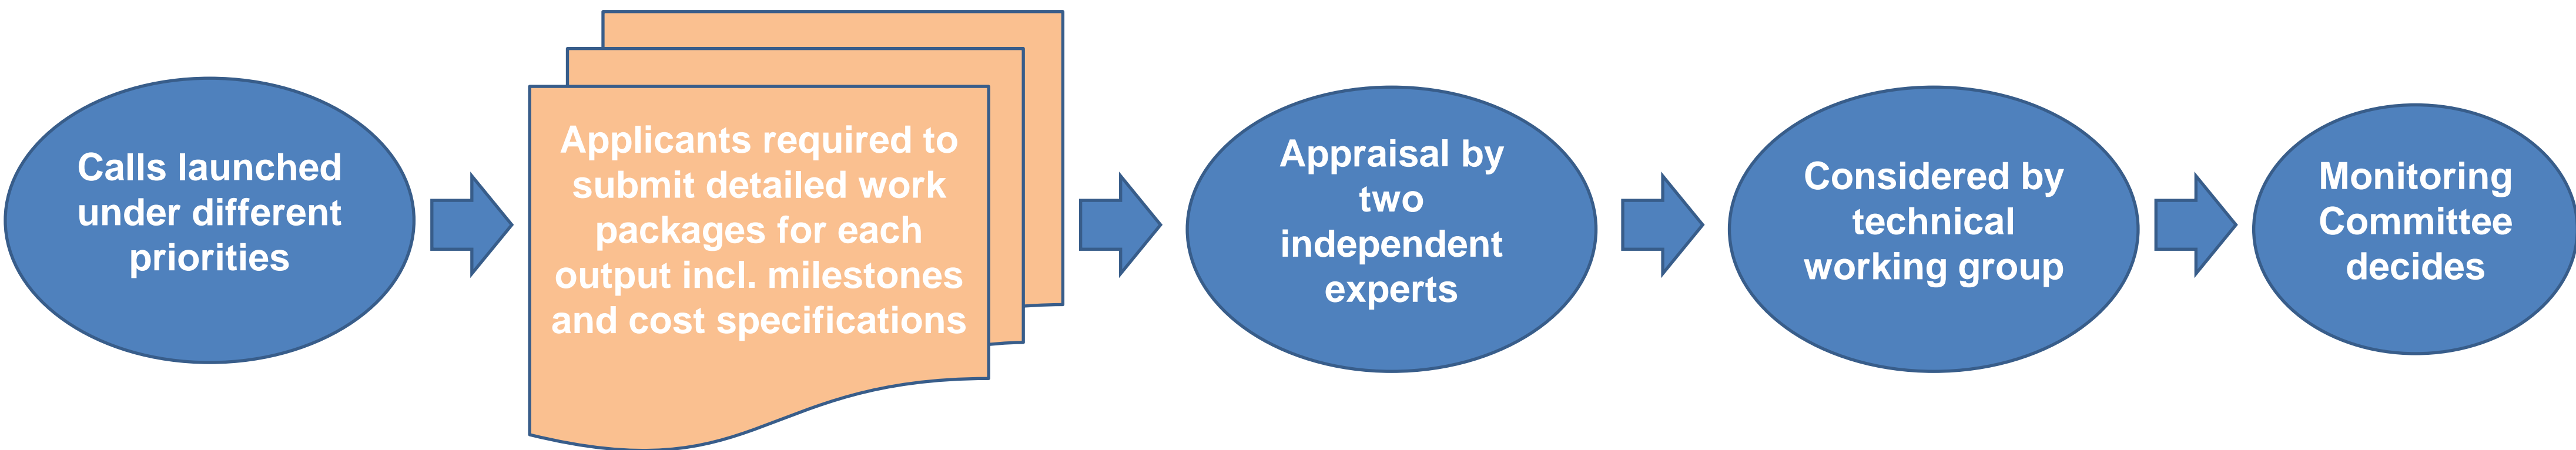 Calls launched
under different
priorities
Applicants required to
submit detailed work
packages for each
output incl. milestones
and cost specifications
Appraisal by
two
independent
experts
Considered by
technical
working group
Monitoring
Committee
decides